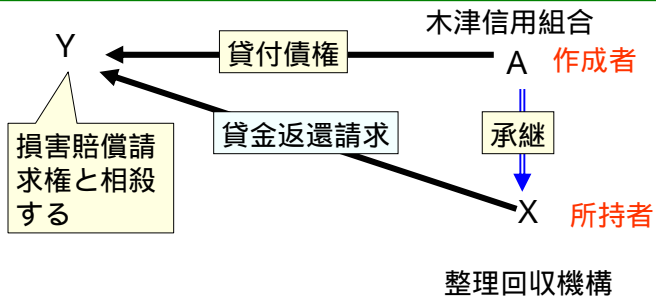 木津信用組合
Y
貸付債権
A
作成者
損害賠償請
求権と相殺
する
貸金返還請求
承継
X
所持者
整理回収機構